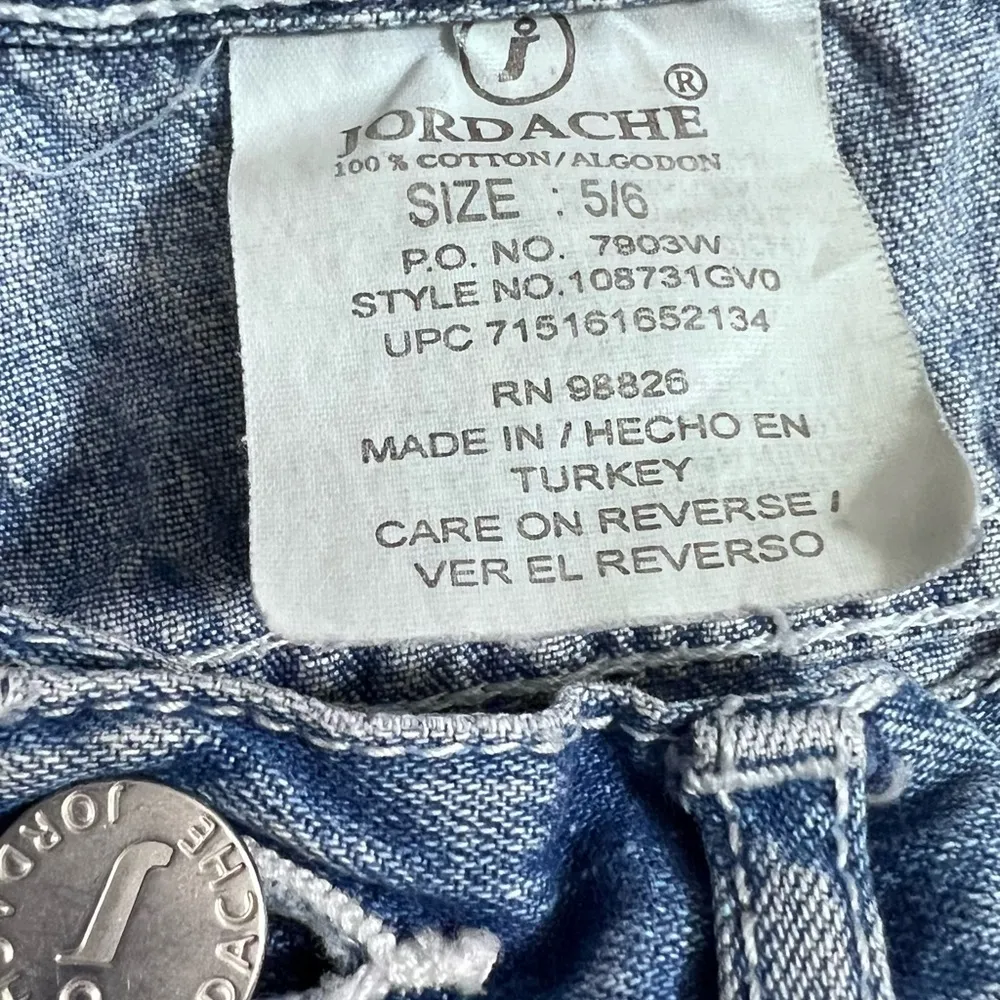 j
JORDACHE®
100 % COTTON/ALGODON
SIZE : 5/6
P.O. NO. 7903W
STYLE NO.108731GV0
UPC 715161652134
RN 98826
MADE IN / HECHO EN
TURKEY
CARE ON REVERSE /
VER EL REVERSO
JORDACHE
J